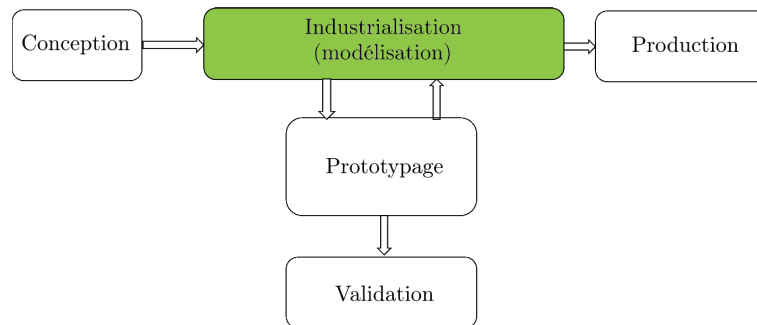 Conception
Industrialisation
(modélisation)
Production
Prototypage
Validation